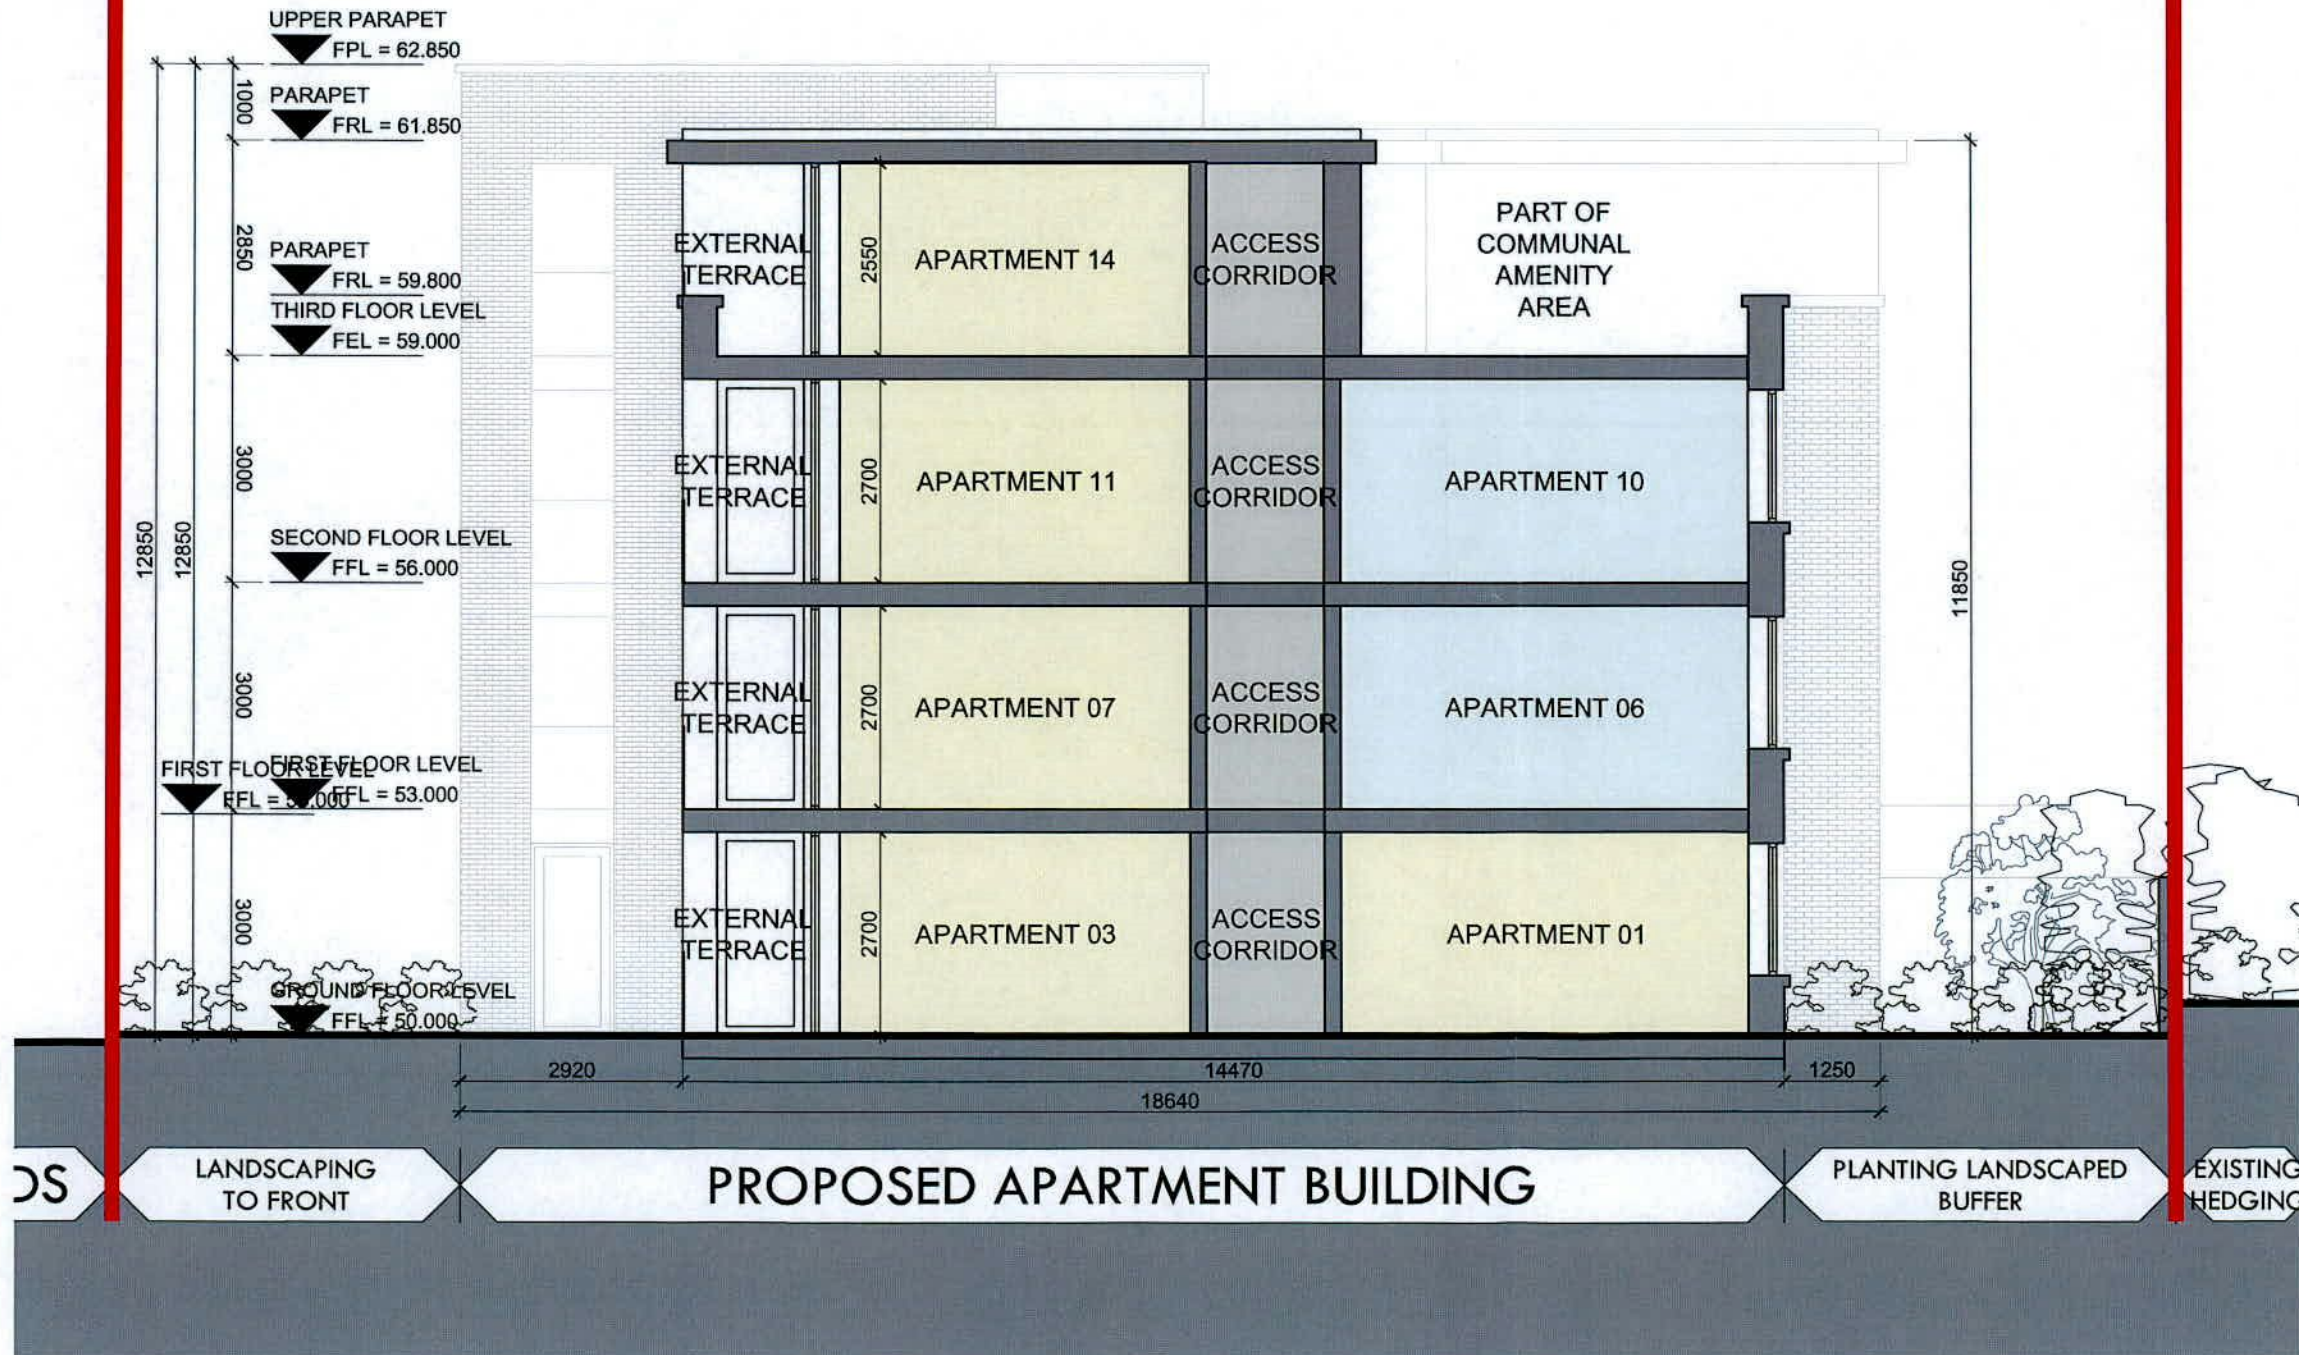 UPPER PARAPET
FPL = 62.850
PARAPET
FRL = 61.850
PARAPET
FRL = 59.800
THIRD FLOOR LEVEL
FEL = 59.000
SECOND FLOOR LEVEL
FFL = 56.000
FIRST FLOOR LEVEL
FIRST FLOOR LEVEL
FFL = 53.000
GROUND FLOOR LEVEL
FFL = 50.000
12850
12850
1000
2850
3000
3000
3000
EXTERNAL
TERRACE
2550
APARTMENT 14
ACCESS
CORRIDOR
PART OF
COMMUNAL
AMENITY
AREA
EXTERNAL
TERRACE
2700
APARTMENT 11
ACCESS
CORRIDOR
APARTMENT 10
EXTERNAL
TERRACE
2700
APARTMENT 07
ACCESS
CORRIDOR
APARTMENT 06
EXTERNAL
TERRACE
2700
APARTMENT 03
ACCESS
CORRIDOR
APARTMENT 01
11850
2920
14470
1250
18640
DS
LANDSCAPING
TO FRONT
PROPOSED APARTMENT BUILDING
PLANTING LANDSCAPED
BUFFER
EXISTING
HEDGING